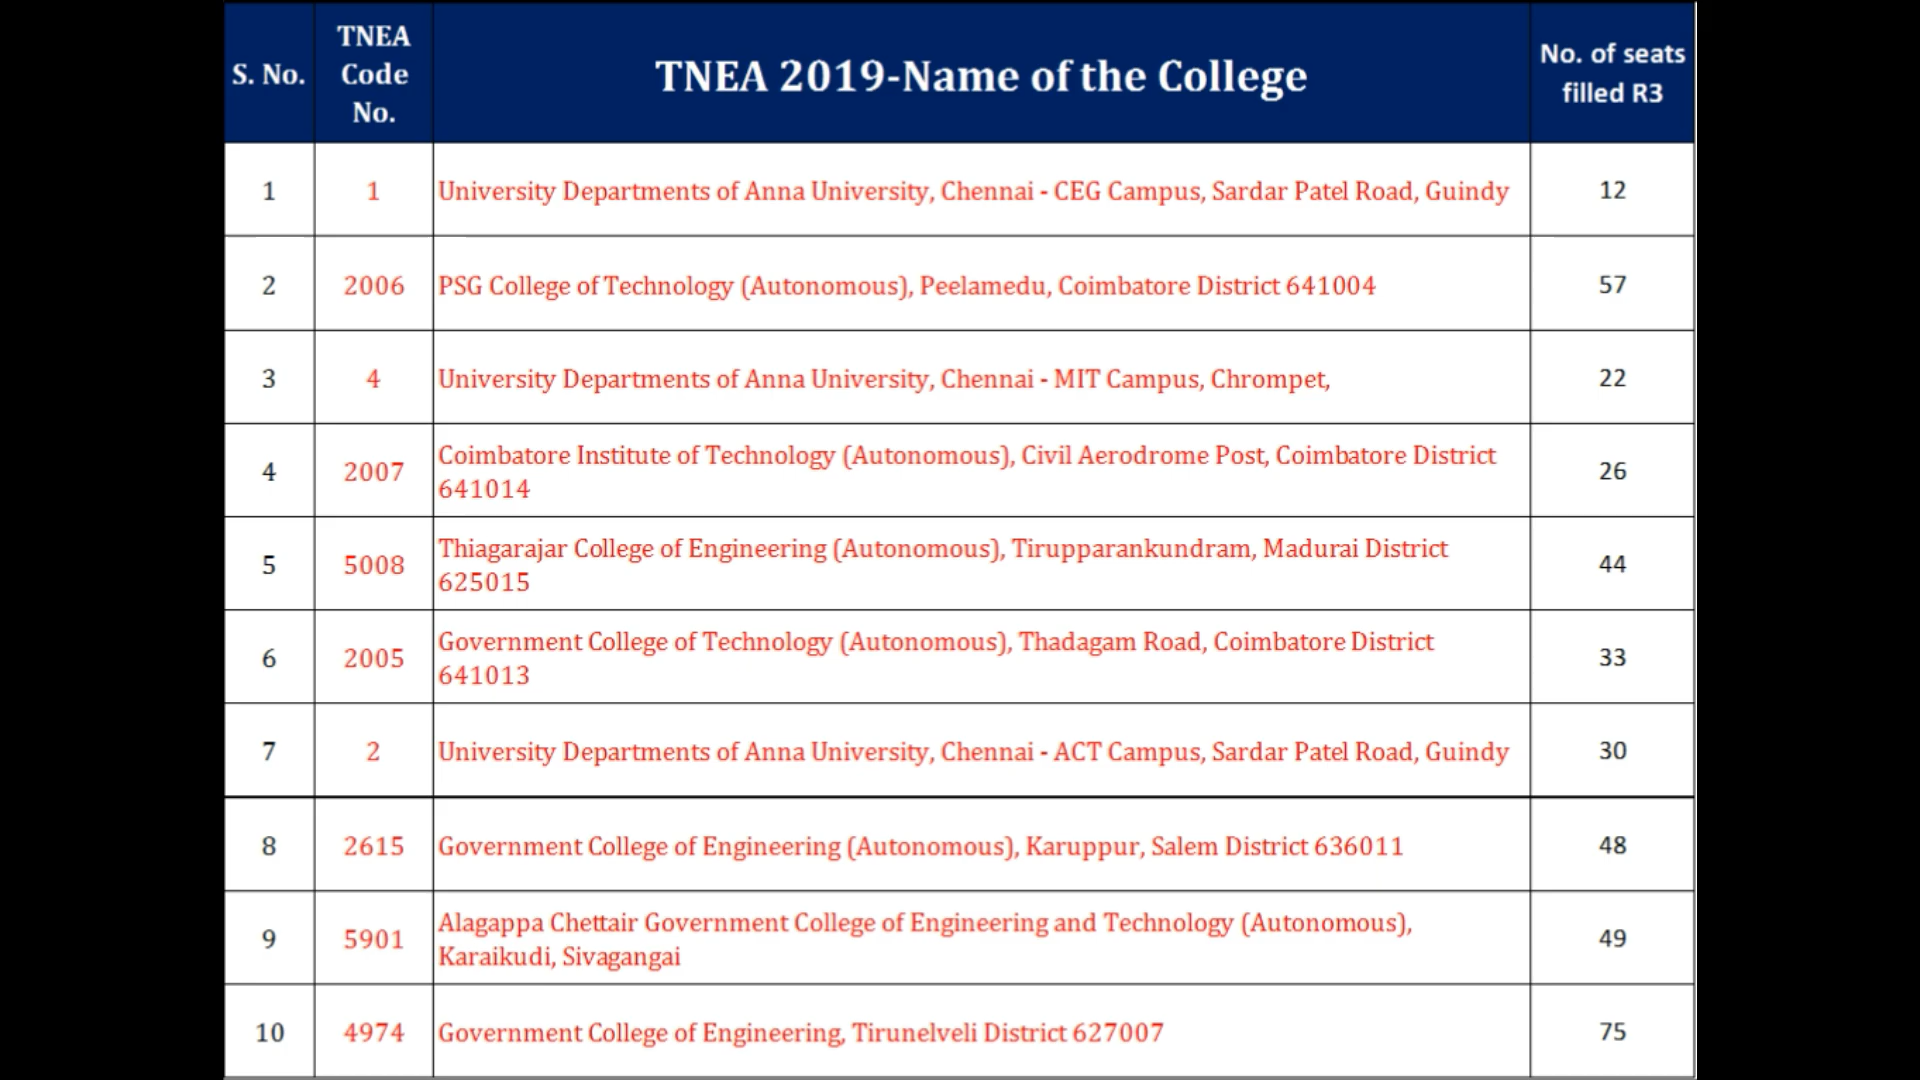 S. No. TNEA Code No. TNEA 2019-Name of the College No. of seats filled R3
1 1 University Departments of Anna University, Chennai - CEG Campus, Sardar Patel Road, Guindy 12
2 2006 PSG College of Technology (Autonomous), Peelamedu, Coimbatore District 641004 57
3 4 University Departments of Anna University, Chennai - MIT Campus, Chrompet, 22
4 2007 Coimbatore Institute of Technology (Autonomous), Civil Aerodrome Post, Coimbatore District 641014 26
5 5008 Thiagarajar College of Engineering (Autonomous), Tirupparankundram, Madurai District 625015 44
6 2005 Government College of Technology (Autonomous), Thadagam Road, Coimbatore District 641013 33
7 2 University Departments of Anna University, Chennai - ACT Campus, Sardar Patel Road, Guindy 30
8 2615 Government College of Engineering (Autonomous), Karuppur, Salem District 636011 48
9 5901 Alagappa Chettair Government College of Engineering and Technology (Autonomous), Karaikudi, Sivagangai 49
10 4974 Government College of Engineering, Tirunelveli District 627007 75